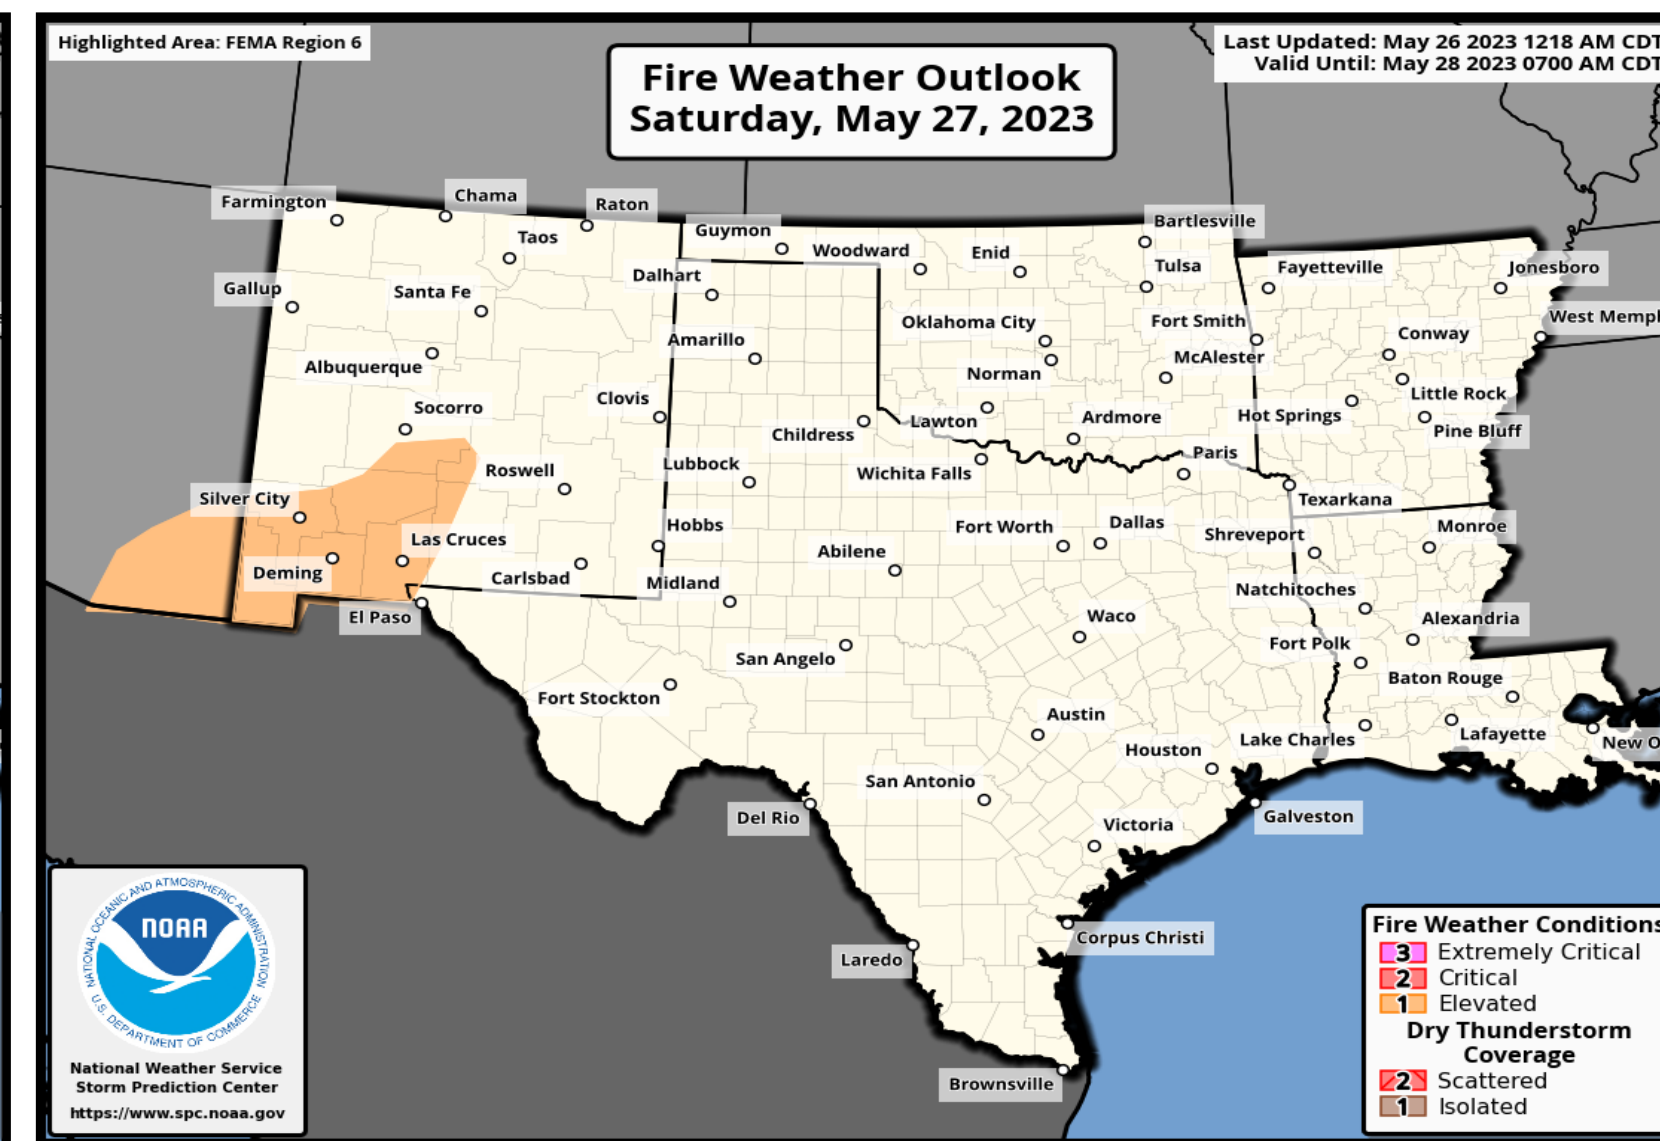 Highlighted Area: FEMA Region 6
Fire Weather Outlook
Saturday, May 27, 2023
Last Updated: May 26 2023 1218 AM CDT
Valid Until: May 28 2023 0700 AM CDT
Farmington
Chama
Raton
Taos
Guymon
Woodward
Enid
Bartlesville
Tulsa
Fayetteville
Jonesboro
Gallup
Santa Fe
Dalhart
Oklahoma City
Fort Smith
West Memp
Amarillo
Norman
McAlester
Conway
Albuquerque
Little Rock
Socorro
Clovis
Childress
Lawton
Ardmore
Hot Springs
Pine Bluff
Roswell
Lubbock
Wichita Falls
Paris
Silver City
Texarkana
Las Cruces
Hobbs
Abilene
Fort Worth
Dallas
Shreveport
Monroe
Deming
Carlsbad
Midland
Natchitoches
El Paso
Waco
Alexandria
San Angelo
Fort Polk
Fort Stockton
Baton Rouge
Austin
Houston
Lake Charles
Lafayette
New O
San Antonio
Del Rio
Victoria
Galveston
Laredo
Corpus Christi
Brownsville
NATIONAL OCEANIC AND ATMOSPHERIC ADMINISTRATION
NOAA
U.S. DEPARTMENT OF COMMERCE
National Weather Service
Storm Prediction Center
https://www.spc.noaa.gov
Fire Weather Conditions
3 Extremely Critical
2 Critical
1 Elevated
Dry Thunderstorm
Coverage
2 Scattered
1 Isolated